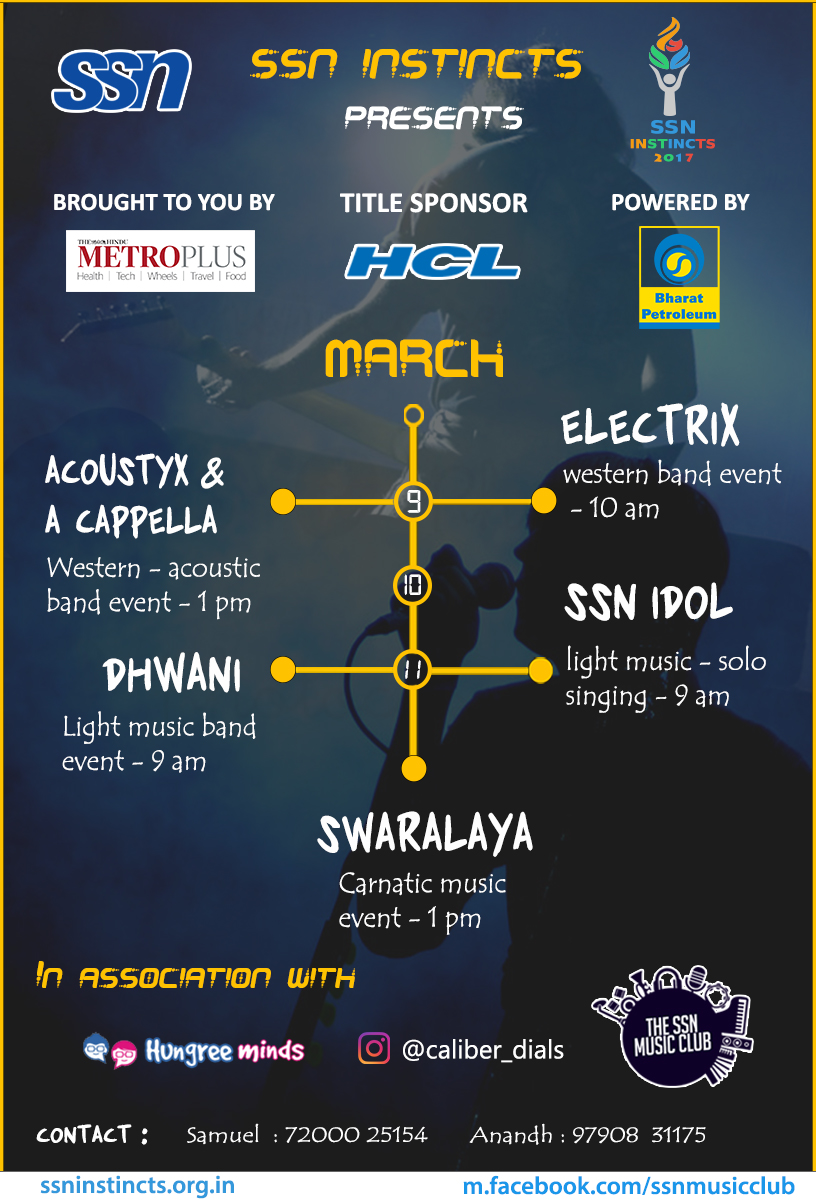 ssn
SSN INSTINCTS
PRESENTS
SSN
INSTINCTS
2017
BROUGHT TO YOU BY
THE HINDU
METROPLUS
Health | Tech | Wheels | Travel | Food
TITLE SPONSOR
HCL
POWERED BY
Bharat
Petroleum
MARCH
ELECTRIX
western band event
- 10 am
ACOUSTYX &
A CAPPELLA
Western - acoustic
band event - 1 pm
9
10
11
SSN IDOL
light music - solo
singing - 9 am
DHWANI
Light music band
event - 9 am
SWARALAYA
Carnatic music
event - 1 pm
In association with
Hungree minds
@caliber_dials
THE SSN
MUSIC CLUB
CONTACT :
Samuel : 72000 25154
Anandh : 97908 31175
ssninstincts.org.in
m.facebook.com/ssnmusicclub